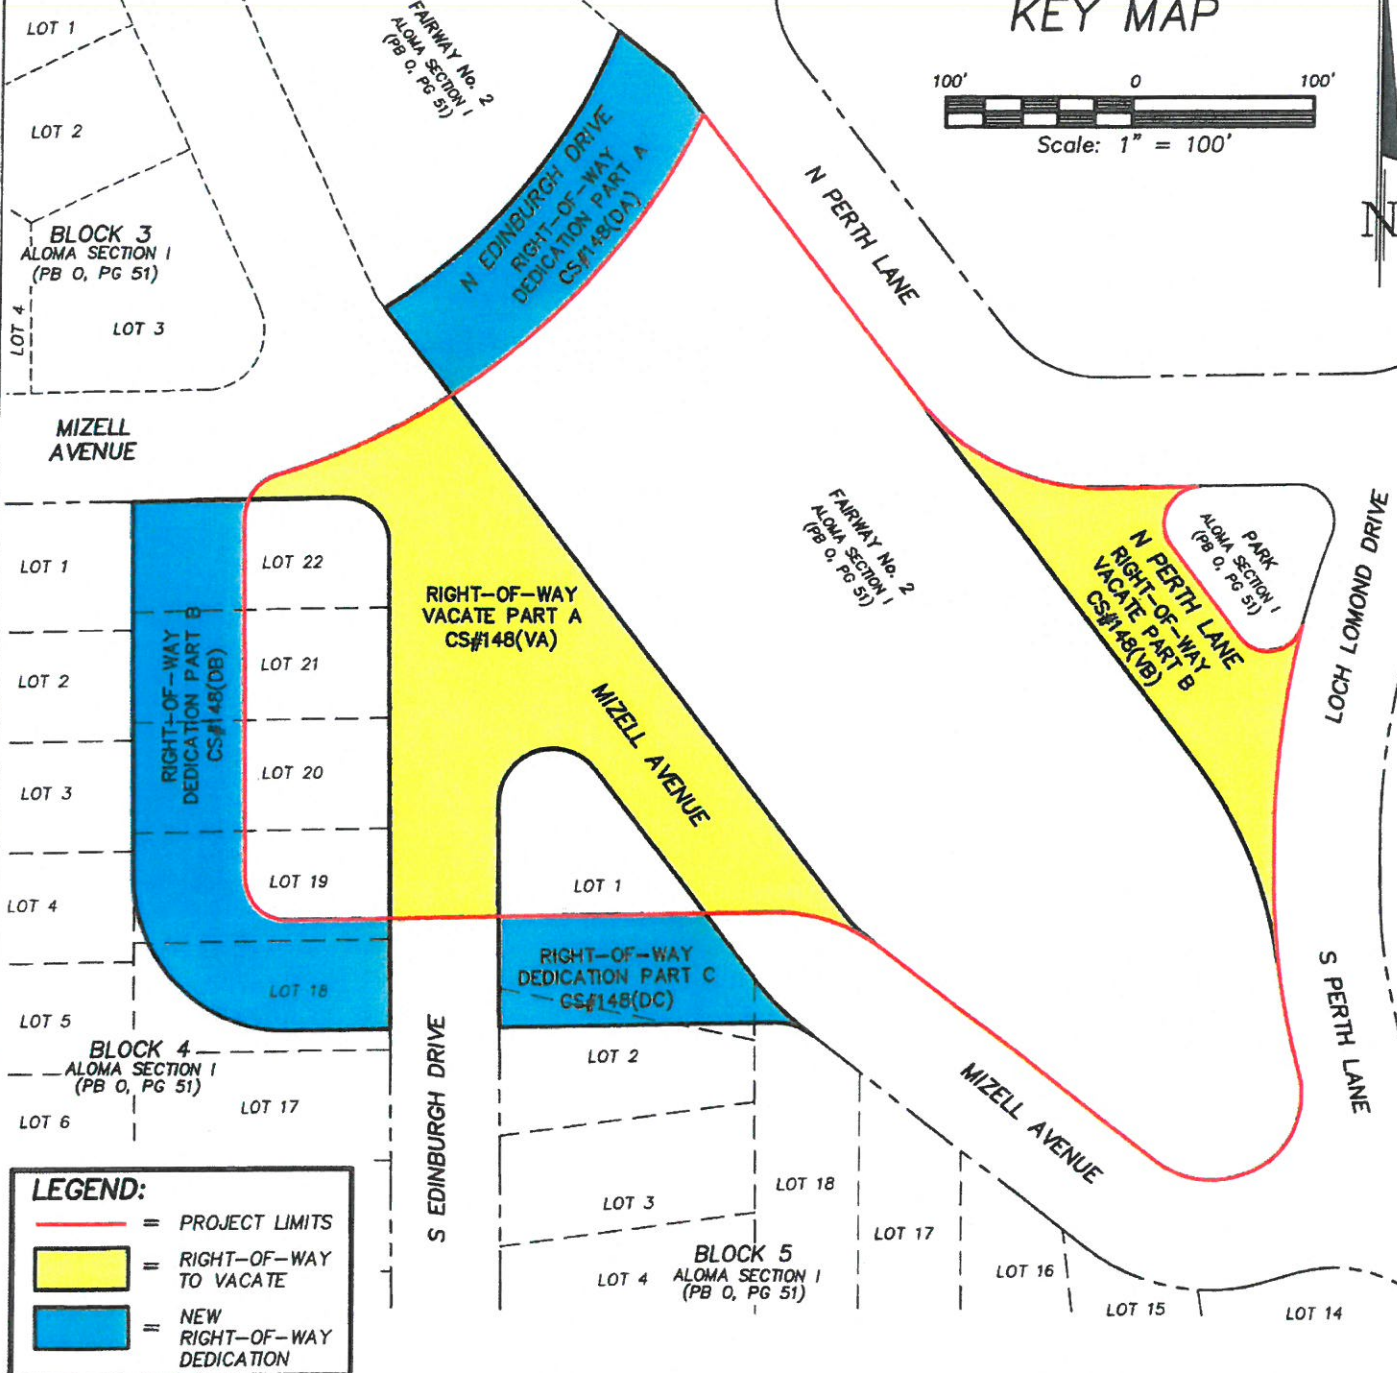 KEY MAP
100'
0
100'
Scale: 1" = 100'
N
LOT 1
LOT 2
BLOCK 3
ALOMA SECTION I
(PB O, PG 51)
LOT 4
LOT 3
FAIRWAY No. 2
ALOMA SECTION I
(PB O, PG 51)
N EDINBURGH DRIVE
RIGHT-OF-WAY
DEDICATION PART A
CS#148(DA)
N PERTH LANE
MIZELL
AVENUE
LOT 1
LOT 2
LOT 3
LOT 4
LOT 5
LOT 6
RIGHT-OF-WAY
DEDICATION PART B
CS#148(DB)
LOT 22
LOT 21
LOT 20
LOT 19
LOT 18
LOT 17
BLOCK 4
ALOMA SECTION I
(PB O, PG 51)
RIGHT-OF-WAY
VACATE PART A
CS#148(VA)
MIZELL AVENUE
FAIRWAY No. 2
ALOMA SECTION I
(PB O, PG 51)
N PERTH LANE
RIGHT-OF-WAY
VACATE PART B
CS#148(VB)
PARK
ALOMA SECTION I
(PB O, PG 51)
LOCH LOMOND DRIVE
LOT 1
RIGHT-OF-WAY
DEDICATION PART C
CS#148(DC)
S EDINBURGH DRIVE
LOT 2
LOT 3
LOT 4
BLOCK 5
ALOMA SECTION I
(PB O, PG 51)
MIZELL AVENUE
S PERTH LANE
LOT 18
LOT 17
LOT 16
LOT 15
LOT 14
LEGEND:
= PROJECT LIMITS
= RIGHT-OF-WAY
TO VACATE
= NEW
RIGHT-OF-WAY
DEDICATION